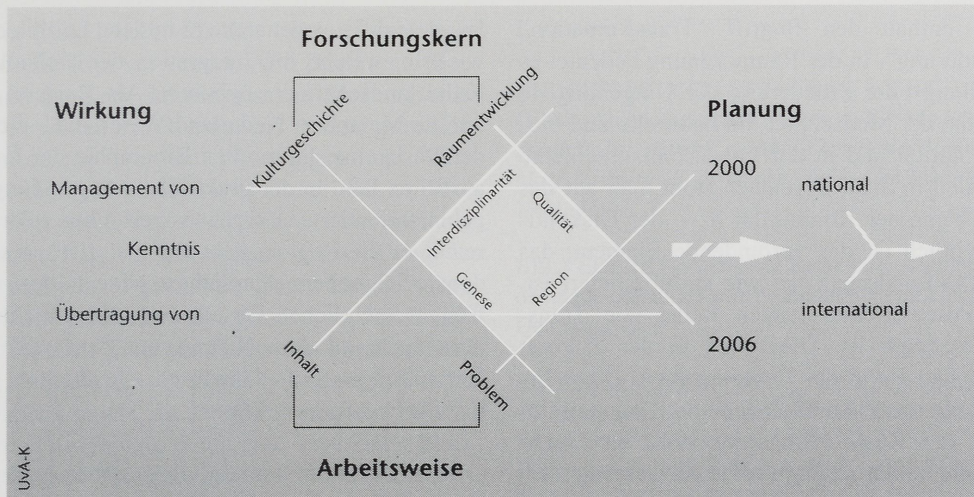 Forschungskern
Wirkung
Kulturgeschichte
Raumentwicklung
Planung
Management von
2000
national
Interdisziplinarität
Qualität
Kenntnis
Genese
Region
Übertragung von
international
2006
Inhalt
Problem
Arbeitsweise
UvA-K